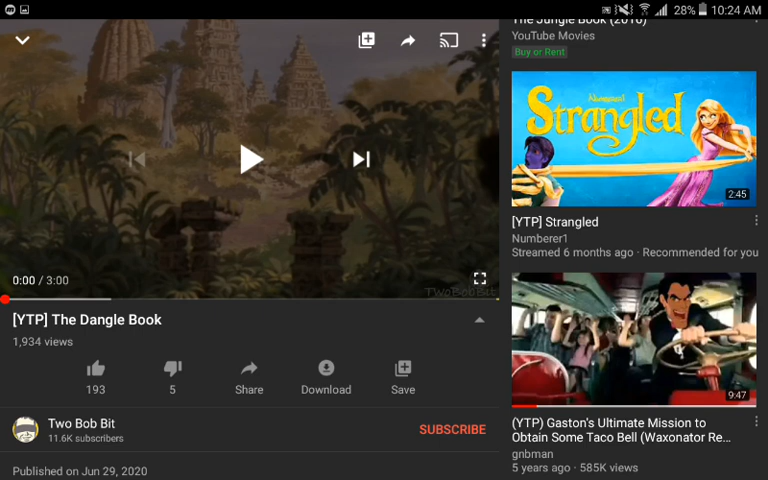 28% 10:24 AM
0:00 / 3:00
TwoBobBit
[YTP] The Dangle Book
1,934 views
193
5
Share
Download
Save
Two Bob Bit
11.6K subscribers
SUBSCRIBE
Published on Jun 29, 2020
The Jungle Book (2016)
YouTube Movies
Buy or Rent
Numberer1
Strangled
2:45
[YTP] Strangled
Numberer1
Streamed 6 months ago · Recommended for you
9:47
(YTP) Gaston's Ultimate Mission to
Obtain Some Taco Bell (Waxonator Re...
gnbman
5 years ago · 585K views